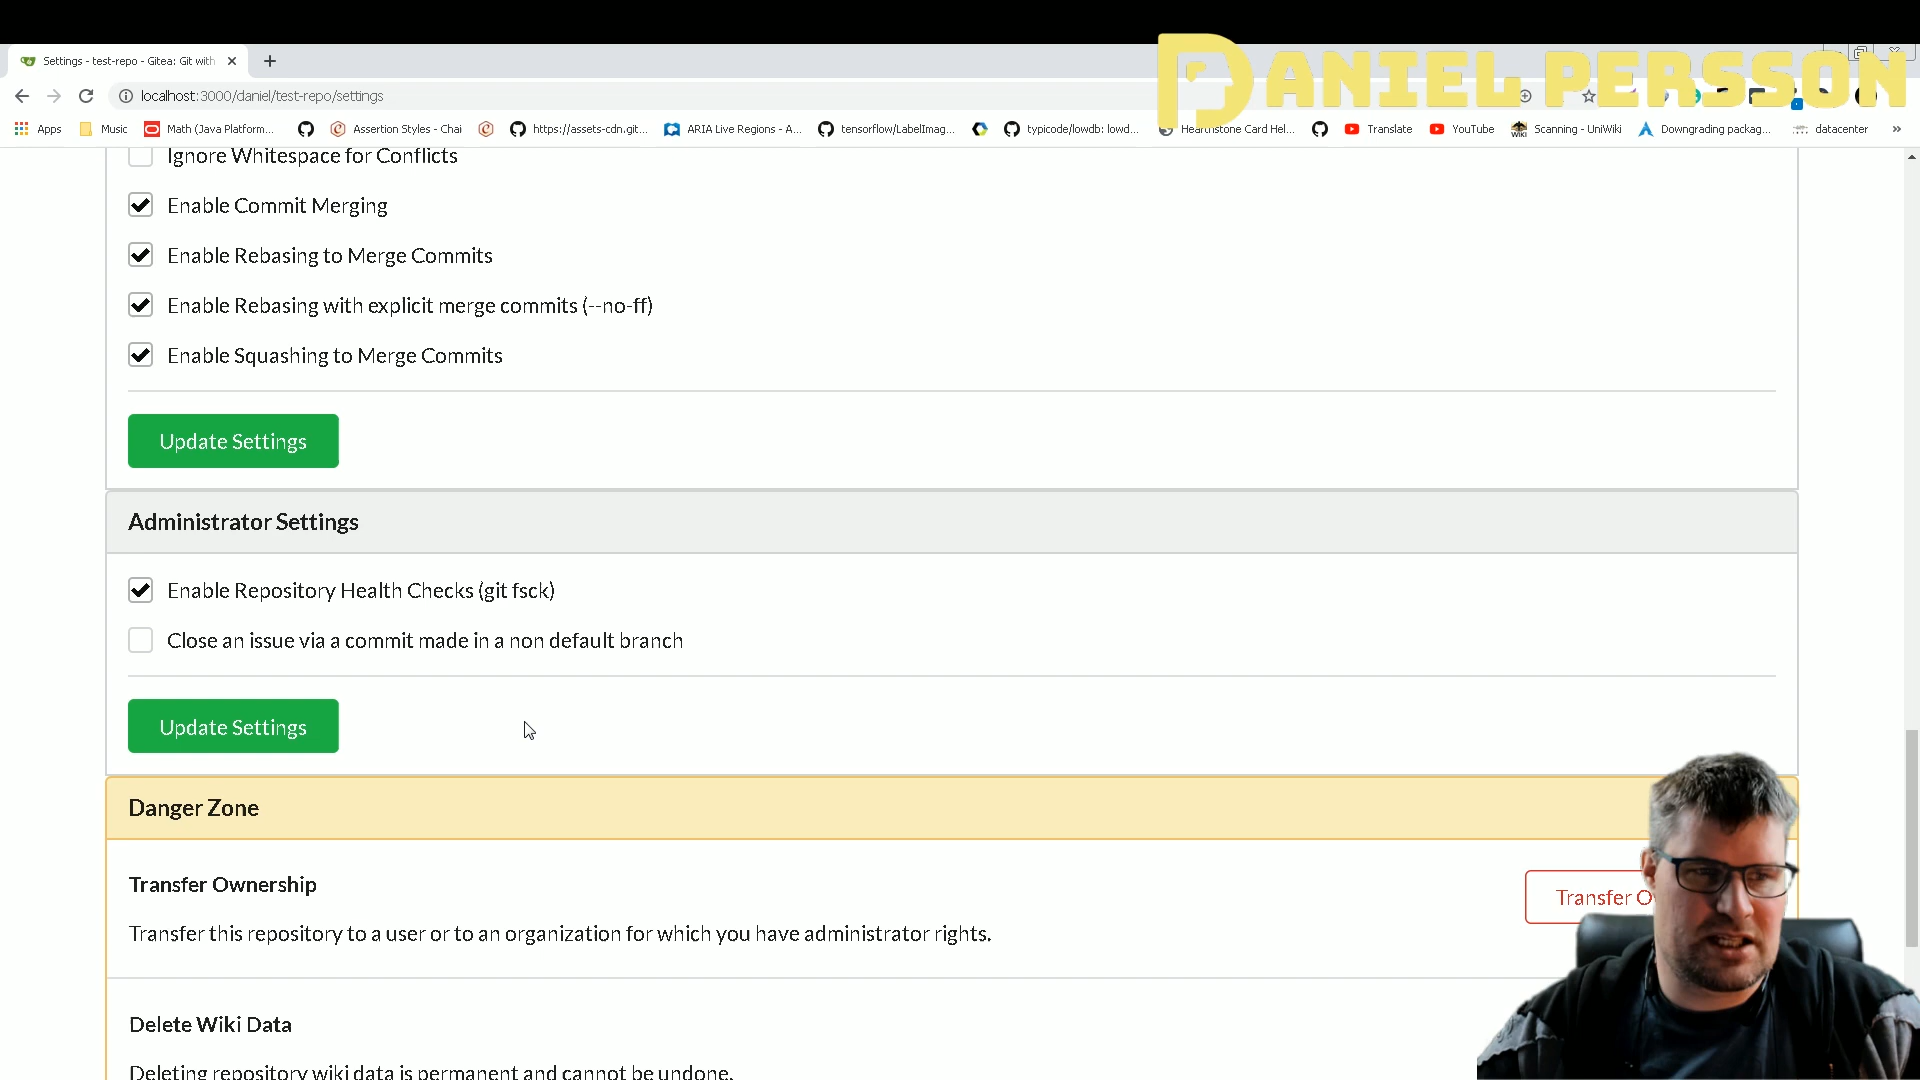 DANIEL PERSSON
Settings - test-repo - Gitea: Git with
localhost:3000/daniel/test-repo/settings
Apps Music Math (Java Platform... Assertion Styles - Chai https://assets-cdn.git... ARIA Live Regions - A... tensorflow/LabelImag... typicode/lowdb: lowd... Hearthstone Card Hel... Translate YouTube Scanning - UniWiki Downgrading packag... datacenter »
Ignore Whitespace for Conflicts
Enable Commit Merging
Enable Rebasing to Merge Commits
Enable Rebasing with explicit merge commits (--no-ff)
Enable Squashing to Merge Commits
Update Settings
Administrator Settings
Enable Repository Health Checks (git fsck)
Close an issue via a commit made in a non default branch
Update Settings
Danger Zone
Transfer Ownership
Transfer O
Transfer this repository to a user or to an organization for which you have administrator rights.
Delete Wiki Data
Deleting repository wiki data is permanent and cannot be undone.